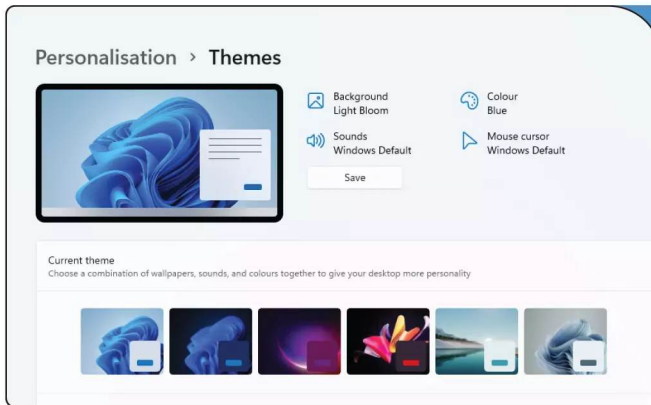 Personalisation > Themes
Background
Light Bloom
Colour
Blue
Sounds
Windows Default
Mouse cursor
Windows Default
Save
Current theme
Choose a combination of wallpapers, sounds, and colours together to give your desktop more personality